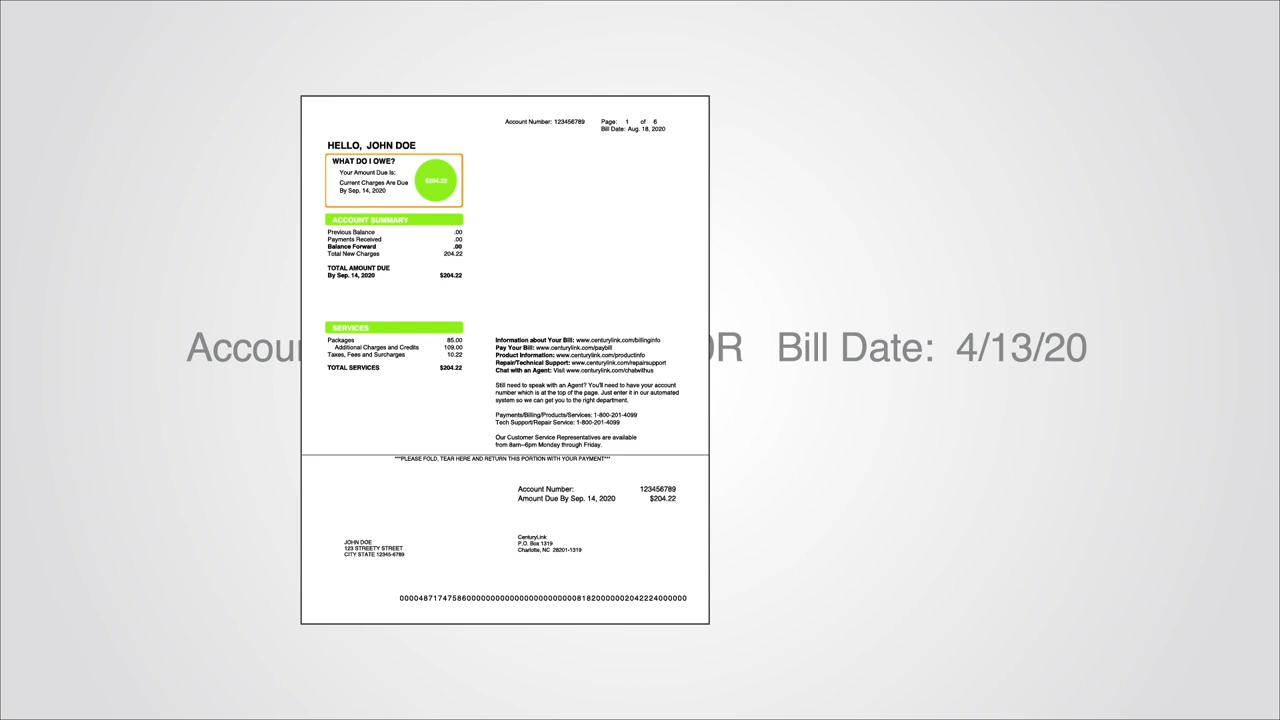 Account Number: 123456789 Page: 1 of 6
Bill Date: Aug. 18, 2020
HELLO, JOHN DOE
WHAT DO I OWE?
Your Amount Due Is:
$204.22
Current Charges Are Due
By Sep. 14, 2020
ACCOUNT SUMMARY
Previous Balance .00
Payments Received .00
Balance Forward .00
Total New Charges 204.22
TOTAL AMOUNT DUE
By Sep. 14, 2020 $204.22
SERVICES
Packages 85.00
Additional Charges and Credits 109.00
Taxes, Fees and Surcharges 10.22
TOTAL SERVICES $204.22
Information about Your Bill: www.centurylink.com/billinginfo
Pay Your Bill: www.centurylink.com/paybill
Product Information: www.centurylink.com/productinfo
Repair/Technical Support: www.centurylink.com/repairsupport
Chat with an Agent: Visit www.centurylink.com/chatwithus
Still need to speak with an Agent? You'll need to have your account
number which is at the top of the page. Just enter it in our automated
system so we can get you to the right department.
Payments/Billing/Products/Services: 1-800-201-4099
Tech Support/Repair Service: 1-800-201-4099
Our Customer Service Representatives are available
from 8am–6pm Monday through Friday.
***PLEASE FOLD, TEAR HERE AND RETURN THIS PORTION WITH YOUR PAYMENT***
Account Number: 123456789
Amount Due By Sep. 14, 2020 $204.22
JOHN DOE
123 STREETY STREET
CITY STATE 12345-6789
CenturyLink
P.O. Box 1319
Charlotte, NC 28201-1319
Bill Date: 4/13/20